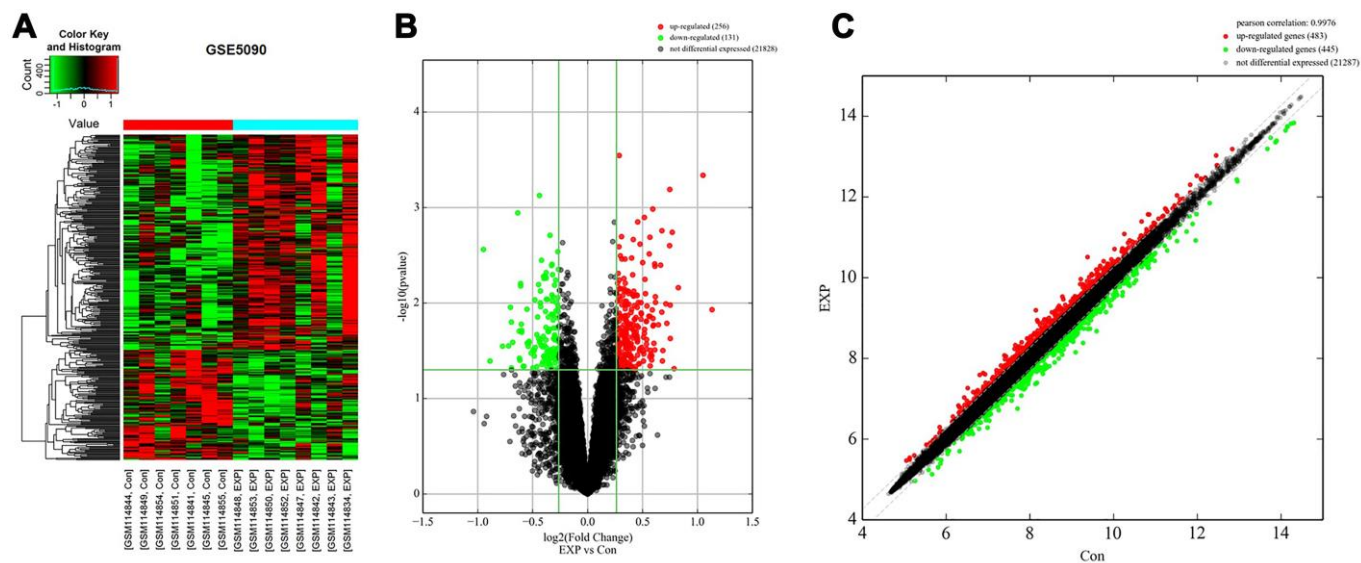 A
Color Key
and Histogram
GSE5090
Count
0 200 400
-1 0 1
Value
[GSM114844, Con]
[GSM114849, Con]
[GSM114854, Con]
[GSM114851, Con]
[GSM114841, Con]
[GSM114845, Con]
[GSM114855, Con]
[GSM114848, EXP]
[GSM114853, EXP]
[GSM114850, EXP]
[GSM114852, EXP]
[GSM114847, EXP]
[GSM114842, EXP]
[GSM114843, EXP]
[GSM114834, EXP]
B
up-regulated (256)
down-regulated (131)
not differential expressed (21828)
-log10(pvalue)
4
3
2
1
0
−1.5 −1.0 −0.5 0.0 0.5 1.0 1.5
log2(Fold Change)
EXP vs Con
C
pearson correlation: 0.9976
up-regulated genes (483)
down-regulated genes (445)
not differential expressed (21287)
EXP
14
12
10
8
6
4
4 6 8 10 12 14
Con